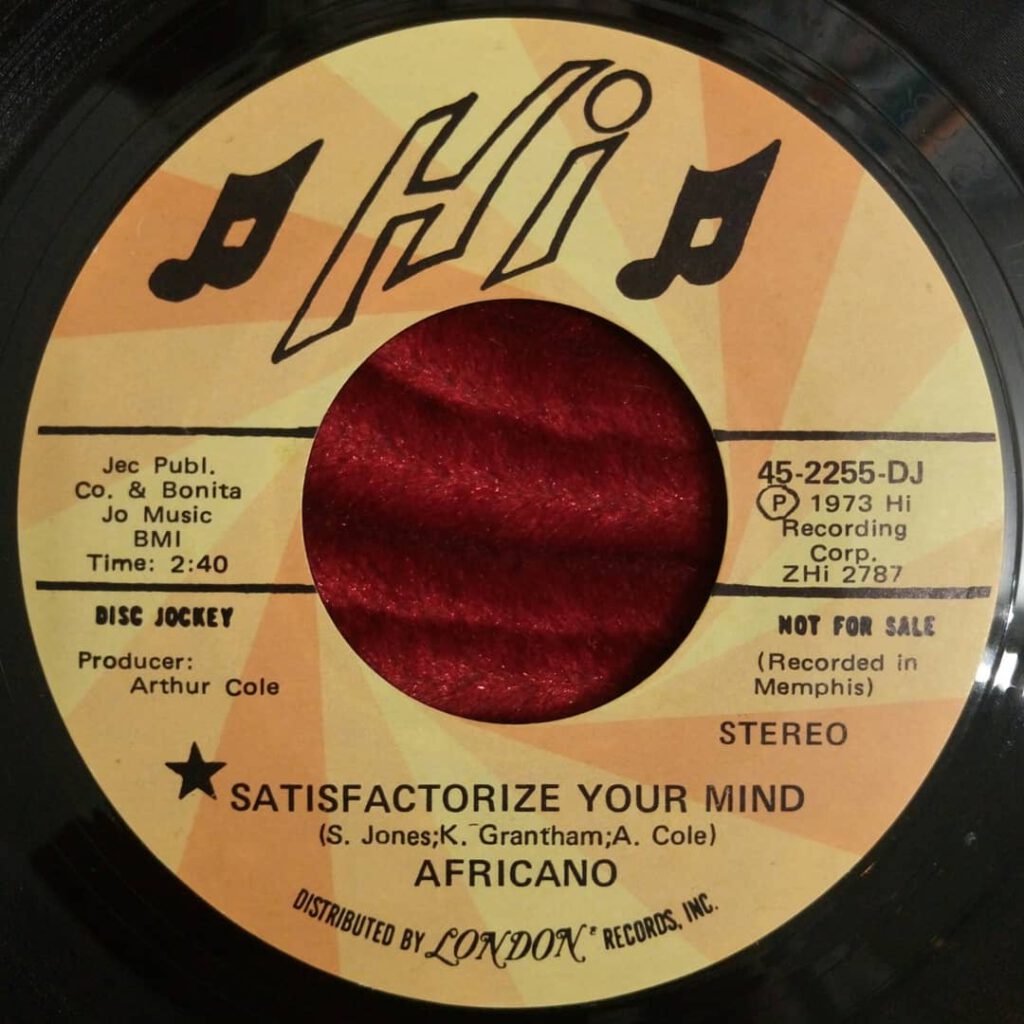 Hi
Jec Publ.
Co. & Bonita
Jo Music
BMI
Time: 2:40
45-2255-DJ
Ⓟ 1973 Hi
Recording
Corp.
ZHi 2787
DISC JOCKEY
NOT FOR SALE
Producer:
Arthur Cole
(Recorded in
Memphis)
STEREO
★ SATISFACTORIZE YOUR MIND
(S. Jones;K. Grantham;A. Cole)
AFRICANO
DISTRIBUTED BY LONDON® RECORDS, INC.